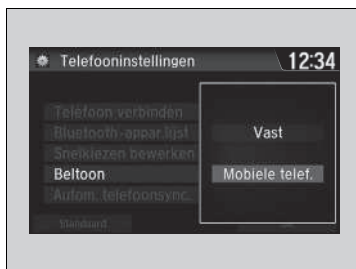 Telefooninstellingen 12:34
Telefoon verbinden
Bluetooth-appar.lijst
Snelkiezen bewerken
Beltoon
Autom. telefoonsync.
Vast
Mobiele telef.
Standaard